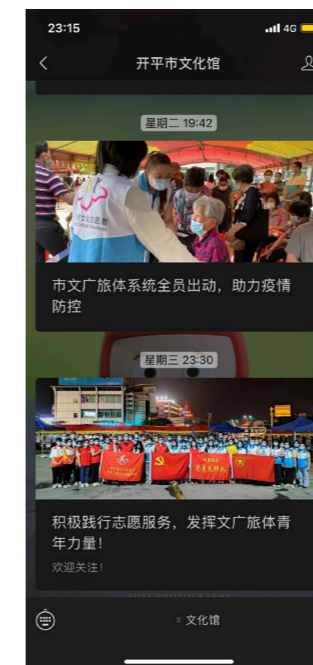 23:15
4G
开平市文化馆
星期二 19:42
市文广旅体系统全员出动，助力疫情
防控
星期三 23:30
积极践行志愿服务，发挥文广旅体青
年力量！
欢迎关注！
文化馆